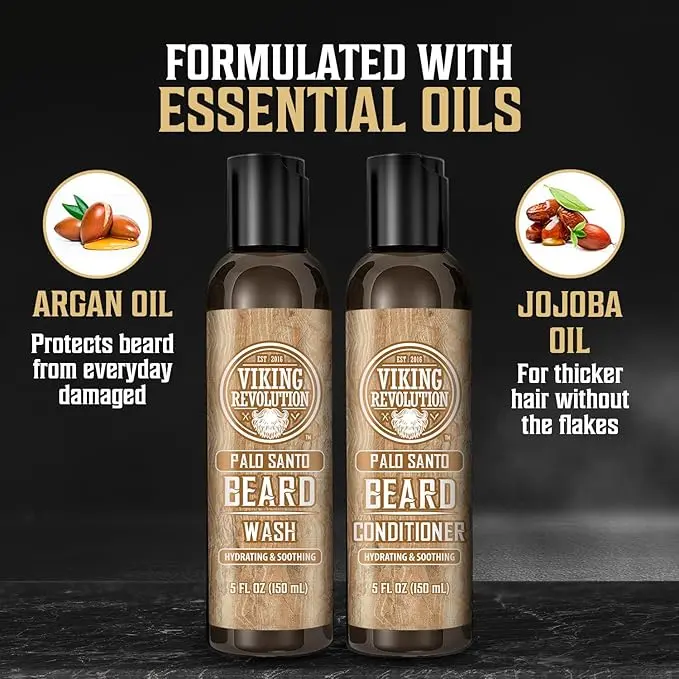 FORMULATED WITH
ESSENTIAL OILS
ARGAN OIL
Protects beard
from everyday
damaged
JOJOBA
OIL
For thicker
hair without
the flakes
EST 2016
VIKING
REVOLUTION
TM
PALO SANTO
BEARD
WASH
HYDRATING & SOOTHING
5 FL OZ (150 mL)
EST 2016
VIKING
REVOLUTION
TM
PALO SANTO
BEARD
CONDITIONER
HYDRATING & SOOTHING
5 FL OZ (150 mL)